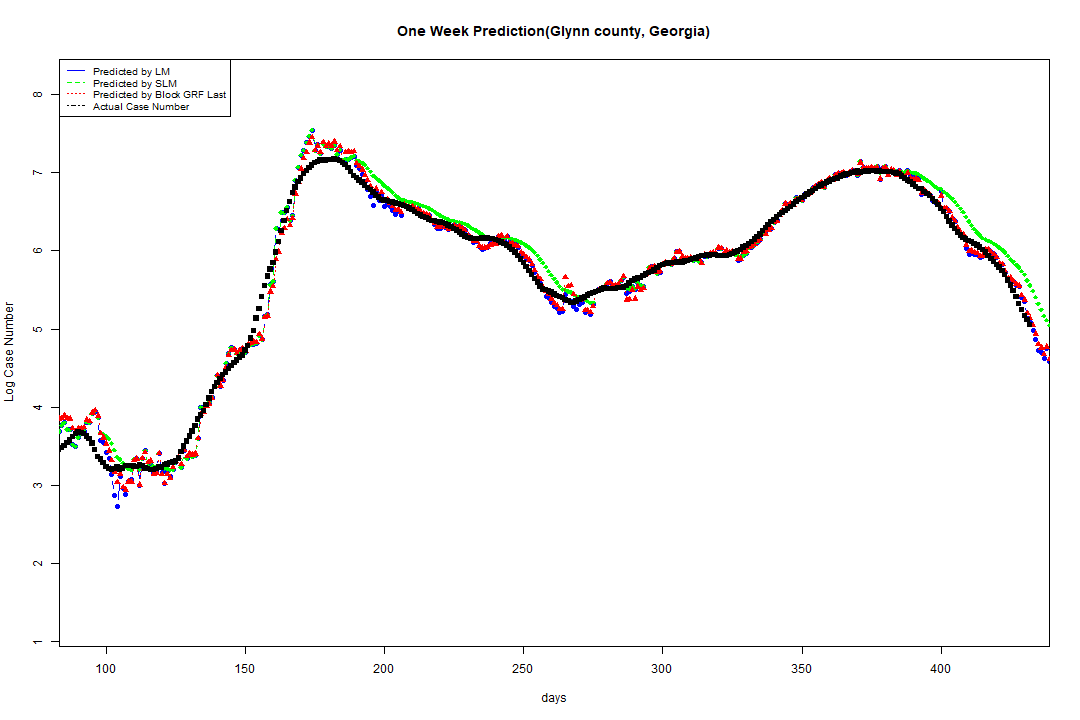 One Week Prediction(Glynn county, Georgia)
Predicted by LM
Predicted by SLM
Predicted by Block GRF Last
Actual Case Number
8
7
6
5
4
3
2
1
Log Case Number
100 150 200 250 300 350 400
days